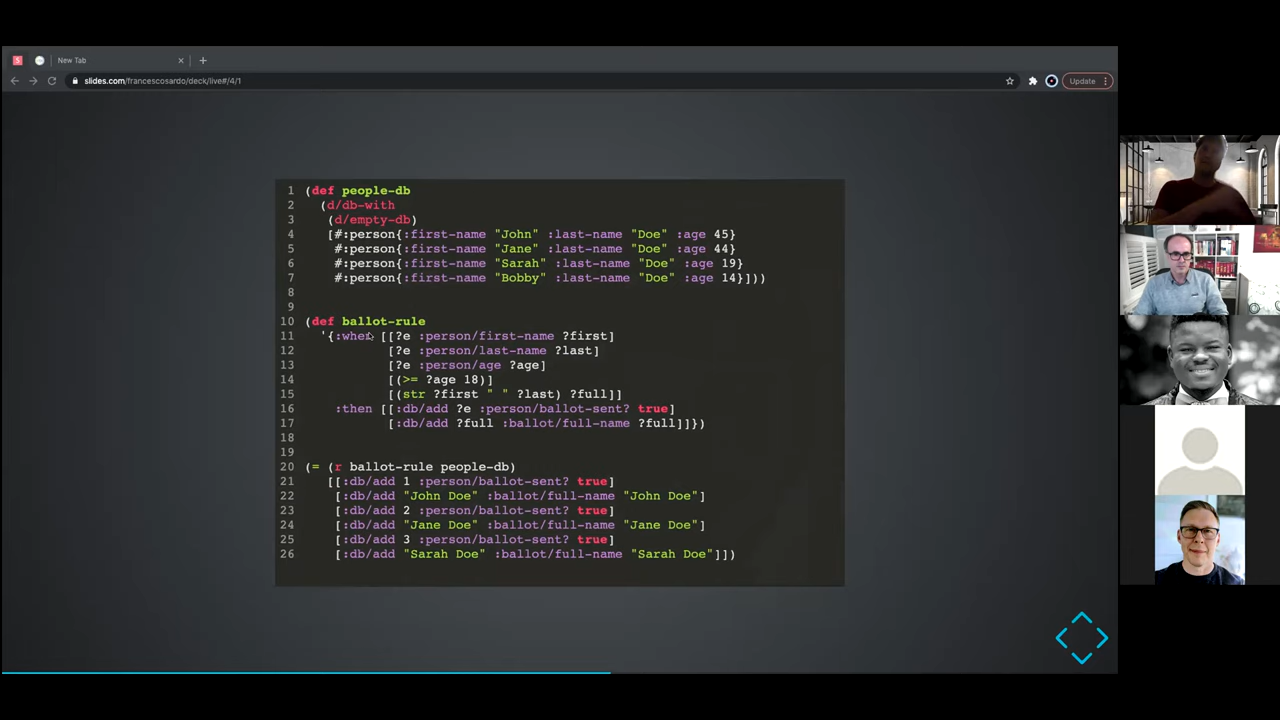 S New Tab × +
slides.com/francescosardo/deck/live#/4/1 Update
1 (def people-db
2 (d/db-with
3 (d/empty-db)
4 [#:person{:first-name "John" :last-name "Doe" :age 45}
5 #:person{:first-name "Jane" :last-name "Doe" :age 44}
6 #:person{:first-name "Sarah" :last-name "Doe" :age 19}
7 #:person{:first-name "Bobby" :last-name "Doe" :age 14}]))
8
9
10 (def ballot-rule
11 '{:when [[?e :person/first-name ?first]
12 [?e :person/last-name ?last]
13 [?e :person/age ?age]
14 [(>= ?age 18)]
15 [(str ?first " " ?last) ?full]]
16 :then [[:db/add ?e :person/ballot-sent? true]
17 [:db/add ?full :ballot/full-name ?full]]})
18
19
20 (= (r ballot-rule people-db)
21 [[:db/add 1 :person/ballot-sent? true]
22 [:db/add "John Doe" :ballot/full-name "John Doe"]
23 [:db/add 2 :person/ballot-sent? true]
24 [:db/add "Jane Doe" :ballot/full-name "Jane Doe"]
25 [:db/add 3 :person/ballot-sent? true]
26 [:db/add "Sarah Doe" :ballot/full-name "Sarah Doe"]])